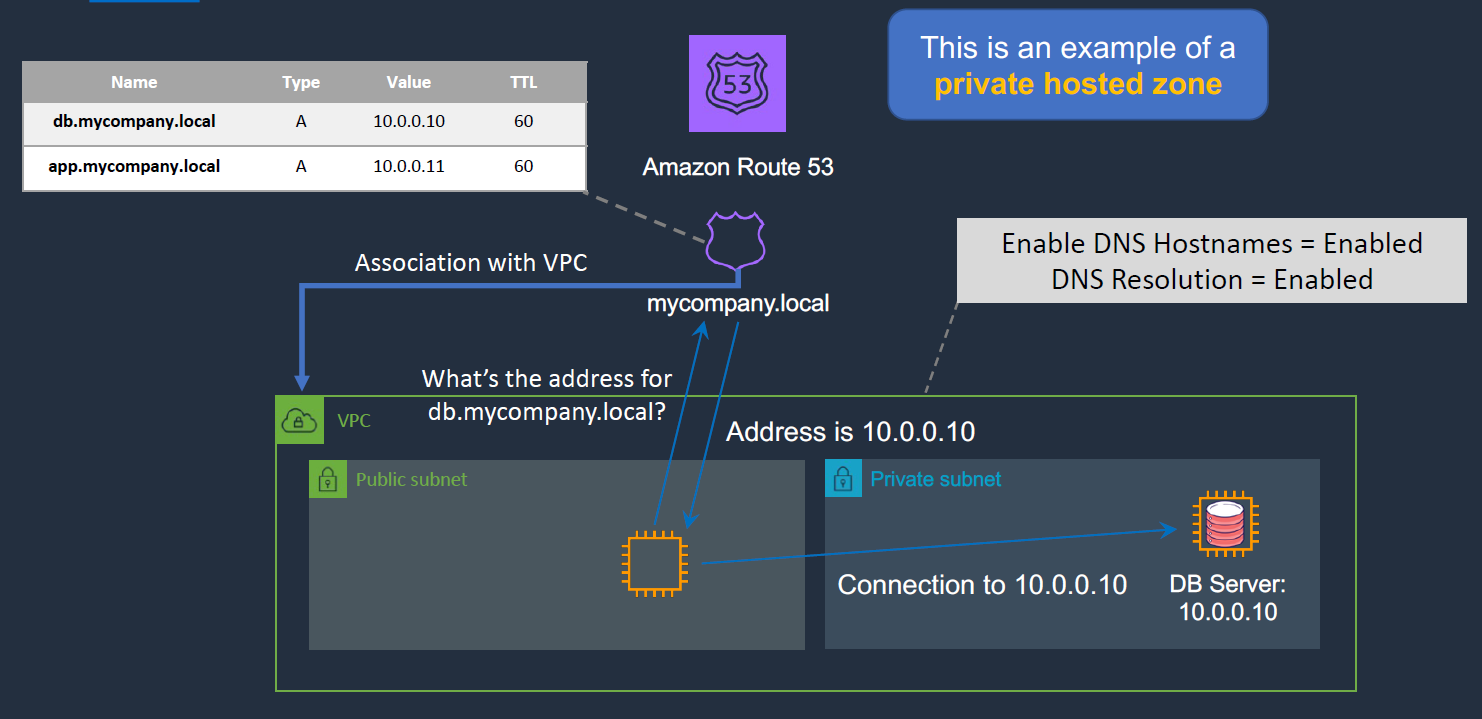 This is an example of a
private hosted zone
Name Type Value TTL
db.mycompany.local A 10.0.0.10 60
app.mycompany.local A 10.0.0.11 60
53
Amazon Route 53
Association with VPC
mycompany.local
Enable DNS Hostnames = Enabled
DNS Resolution = Enabled
What's the address for
db.mycompany.local?
Address is 10.0.0.10
VPC
Public subnet
Private subnet
Connection to 10.0.0.10
DB Server:
10.0.0.10